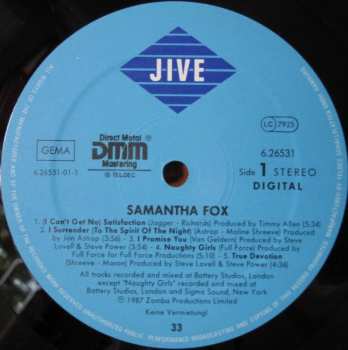 JIVE
Direct Metal
DMM
Mastering
GEMA
℗ TELDEC
LC 7925
6.26531-01-1
6.26531
Side 1 STEREO
DIGITAL
SAMANTHA FOX
1. (I Can't Get No) Satisfaction (Jagger - Richards) Produced by Timmy Allen (5:34)
2. I Surrender (To The Spirit Of The Night) (Astrop - Maline Shreeve) Produced by
Jon Astrop (3:56) - 3. I Promise You (Van Geldern) Produced by Steve
Lovell & Steve Power (3:34) - 4. Naughty Girls (Full Force) Produced by
Full Force for Full Force Productions (5:10) - 5. True Devotion
(Shreeve - Maron) Produced by Steve Lovell & Steve Power (4:36)
All tracks recorded and mixed at Battery Studios, London
except "Naughty Girls" recorded and mixed at
Battery Studios, London and Sigma Sound, New York
℗ 1987 Zomba Productions Limited
Keine Vermietung!
33